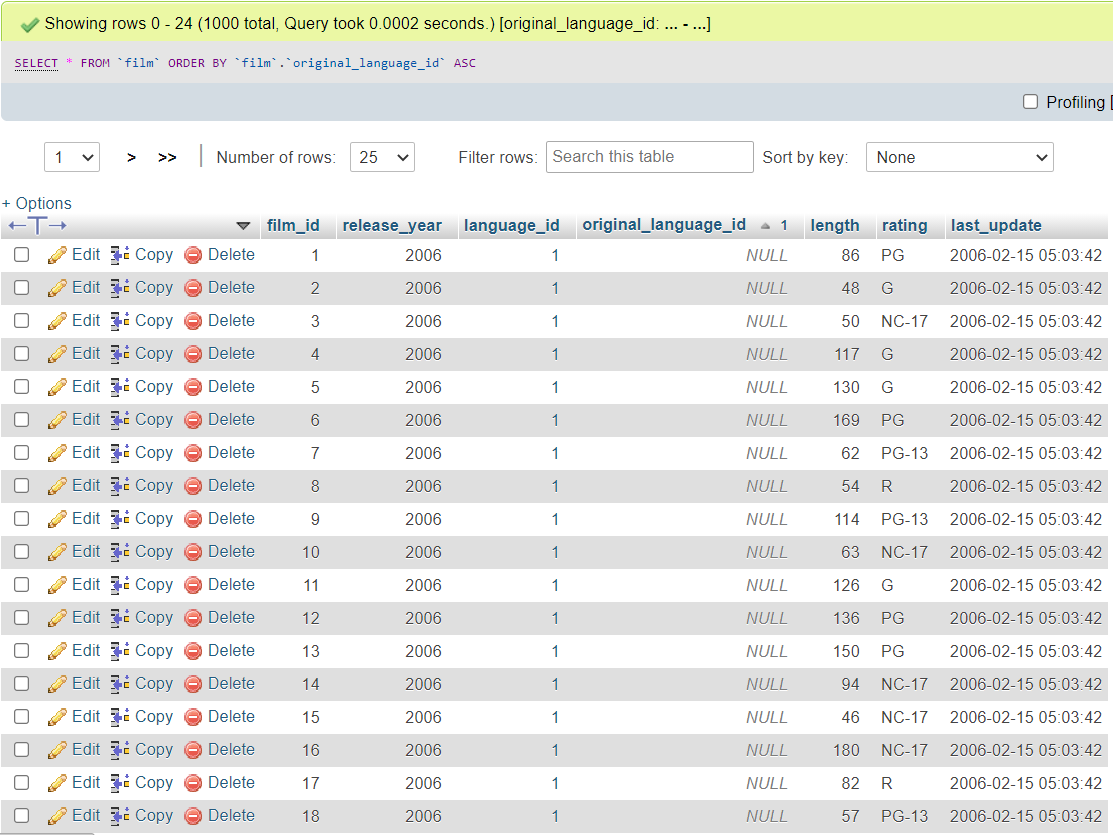 Showing rows 0 - 24 (1000 total, Query took 0.0002 seconds.) [original_language_id: ... - ...]
SELECT * FROM `film` ORDER BY `film`.`original_language_id` ASC
Profiling [
1 > >> | Number of rows: 25 Filter rows: Search this table Sort by key: None
+ Options
←T→ film_id release_year language_id original_language_id 1 length rating last_update
Edit Copy Delete 1 2006 1 NULL 86 PG 2006-02-15 05:03:42
Edit Copy Delete 2 2006 1 NULL 48 G 2006-02-15 05:03:42
Edit Copy Delete 3 2006 1 NULL 50 NC-17 2006-02-15 05:03:42
Edit Copy Delete 4 2006 1 NULL 117 G 2006-02-15 05:03:42
Edit Copy Delete 5 2006 1 NULL 130 G 2006-02-15 05:03:42
Edit Copy Delete 6 2006 1 NULL 169 PG 2006-02-15 05:03:42
Edit Copy Delete 7 2006 1 NULL 62 PG-13 2006-02-15 05:03:42
Edit Copy Delete 8 2006 1 NULL 54 R 2006-02-15 05:03:42
Edit Copy Delete 9 2006 1 NULL 114 PG-13 2006-02-15 05:03:42
Edit Copy Delete 10 2006 1 NULL 63 NC-17 2006-02-15 05:03:42
Edit Copy Delete 11 2006 1 NULL 126 G 2006-02-15 05:03:42
Edit Copy Delete 12 2006 1 NULL 136 PG 2006-02-15 05:03:42
Edit Copy Delete 13 2006 1 NULL 150 PG 2006-02-15 05:03:42
Edit Copy Delete 14 2006 1 NULL 94 NC-17 2006-02-15 05:03:42
Edit Copy Delete 15 2006 1 NULL 46 NC-17 2006-02-15 05:03:42
Edit Copy Delete 16 2006 1 NULL 180 NC-17 2006-02-15 05:03:42
Edit Copy Delete 17 2006 1 NULL 82 R 2006-02-15 05:03:42
Edit Copy Delete 18 2006 1 NULL 57 PG-13 2006-02-15 05:03:42